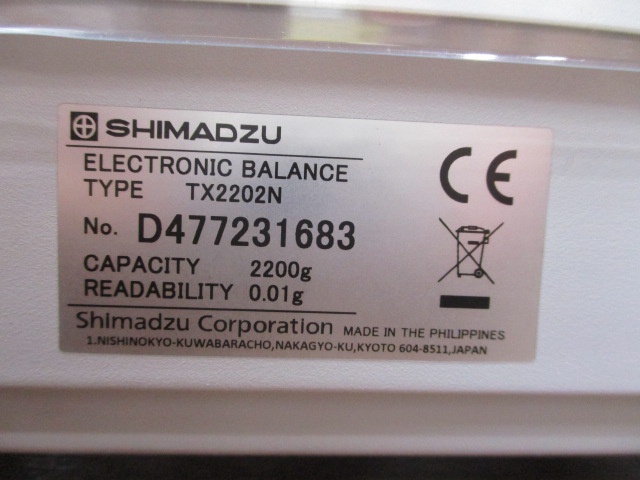 SHIMADZU
ELECTRONIC BALANCE
TYPE TX2202N
No. D477231683
CAPACITY 2200g
READABILITY 0.01g
CE
Shimadzu Corporation MADE IN THE PHILIPPINES
1.NISHINOKYO-KUWABARACHO,NAKAGYO-KU,KYOTO 604-8511,JAPAN